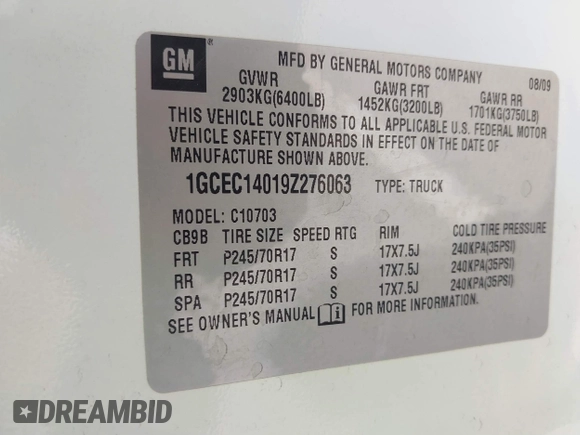 GM ®
MFD BY GENERAL MOTORS COMPANY 08/09
GVWR GAWR FRT GAWR RR
2903KG(6400LB) 1452KG(3200LB) 1701KG(3750LB)
THIS VEHICLE CONFORMS TO ALL APPLICABLE U.S. FEDERAL MOTOR
VEHICLE SAFETY STANDARDS IN EFFECT ON THE DATE OF
MANUFACTURE SHOWN ABOVE.
1GCEC14019Z276063 TYPE: TRUCK
MODEL: C10703
CB9B TIRE SIZE SPEED RTG RIM COLD TIRE PRESSURE
FRT P245/70R17 S 17X7.5J 240KPA(35PSI)
RR P245/70R17 S 17X7.5J 240KPA(35PSI)
SPA P245/70R17 S 17X7.5J 240KPA(35PSI)
SEE OWNER'S MANUAL i FOR MORE INFORMATION.
DREAMBID